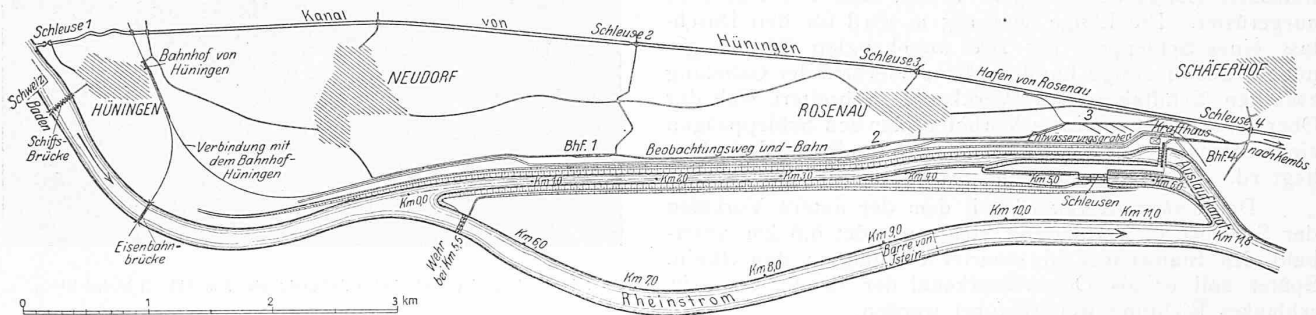 Kanal von Hüningen
Schleuse 1
Schleuse 2
Schleuse 3
Schleuse 4
Hafen von Rosenau
SCHÄFERHOF
Bahnhof von
Hüningen
NEUDORF
HÜNINGEN
ROSENAU
Schweiz
Baden
Schiffs-
Brücke
Verbindung mit
dem Bahnhof-
Hüningen
Bhf. 1
Beobachtungsweg und-Bahn
2
3
Entwässerungsgraben
Krafthaus
Bhf. 4
nach Kembs
Auslaufkanal
Schleusen
Km 0,0
Km 1,0
Km 2,0
Km 3,0
Km 4,0
Km 5,0
Km 6,0
Eisenbahn-
brücke
Wehr
bei Km 5,5
Km 6,0
Km 7,0
Km 8,0
Km 9,0
Km 10,0
Km 11,0
Km 11,8
Barre von
Istein
Rheinstrom
0 1 2 3 km